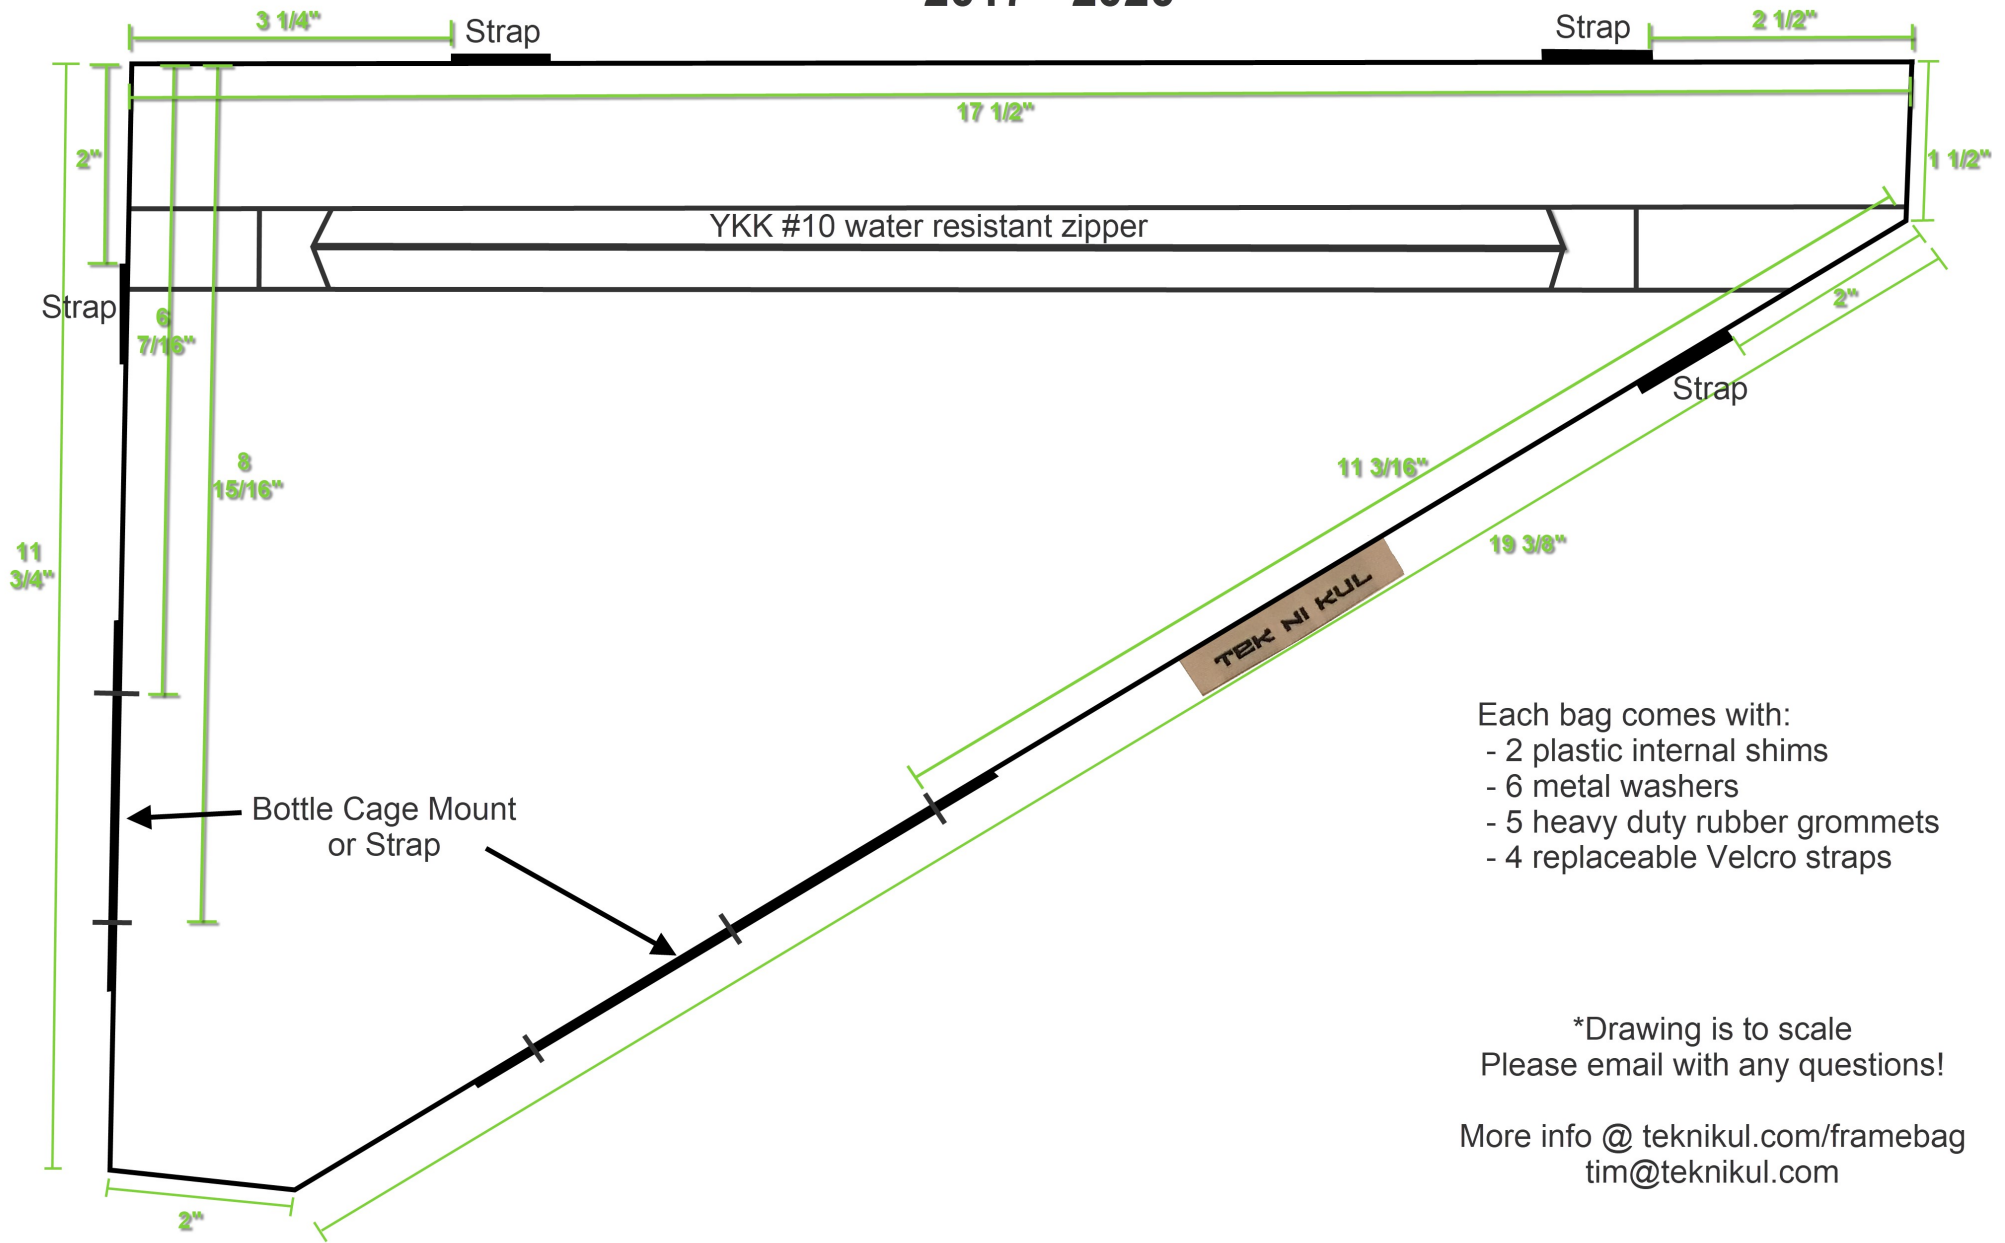 3 1/4"
Strap
Strap
2 1/2"
17 1/2"
2"
1 1/2"
YKK #10 water resistant zipper
Strap
6
7/16"
2"
Strap
8
15/16"
11 3/16"
11
3/4"
19 3/8"
TEK NI KUL
Each bag comes with:
- 2 plastic internal shims
- 6 metal washers
- 5 heavy duty rubber grommets
- 4 replaceable Velcro straps
Bottle Cage Mount
or Strap
*Drawing is to scale
Please email with any questions!
More info @ teknikul.com/framebag
tim@teknikul.com
2"